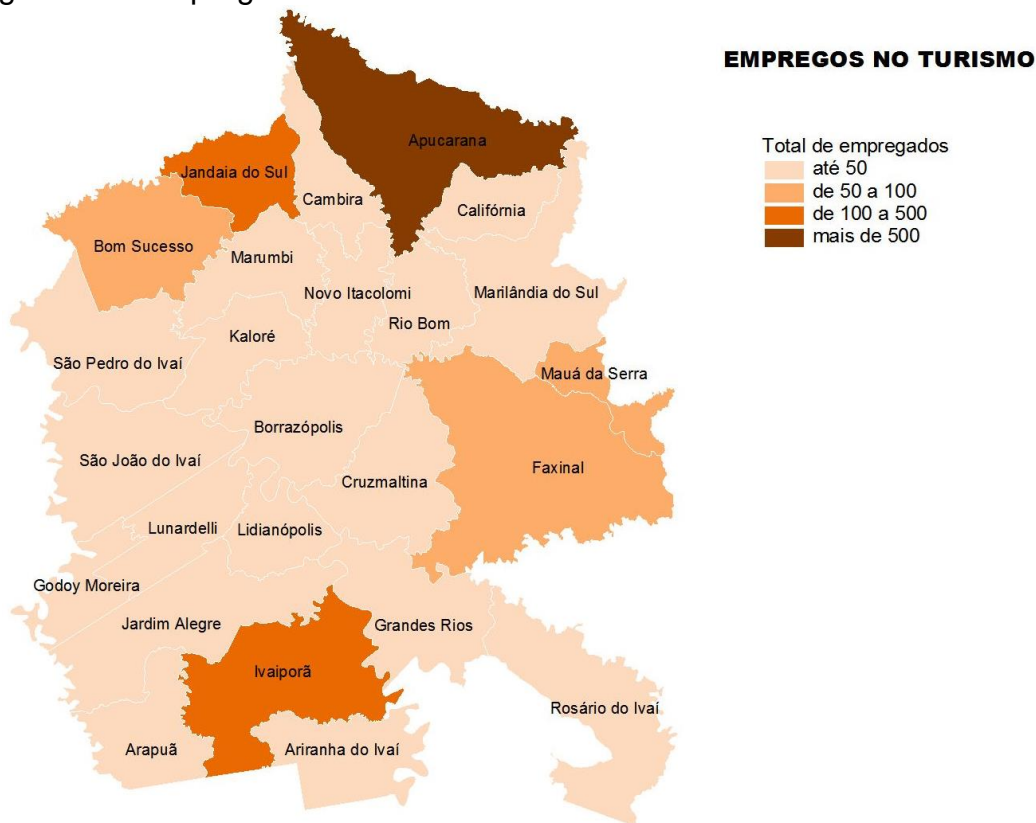 EMPREGOS NO TURISMO
Total de empregados
até 50
de 50 a 100
de 100 a 500
mais de 500
Apucarana
Jandaia do Sul
Cambira
Califórnia
Bom Sucesso
Marumbi
Novo Itacolomi
Marilândia do Sul
Rio Bom
Kaloré
São Pedro do Ivaí
Mauá da Serra
Borrazópolis
São João do Ivaí
Faxinal
Cruzmaltina
Lunardelli
Lidianópolis
Godoy Moreira
Jardim Alegre
Grandes Rios
Ivaiporã
Rosário do Ivaí
Arapuã
Ariranha do Ivaí